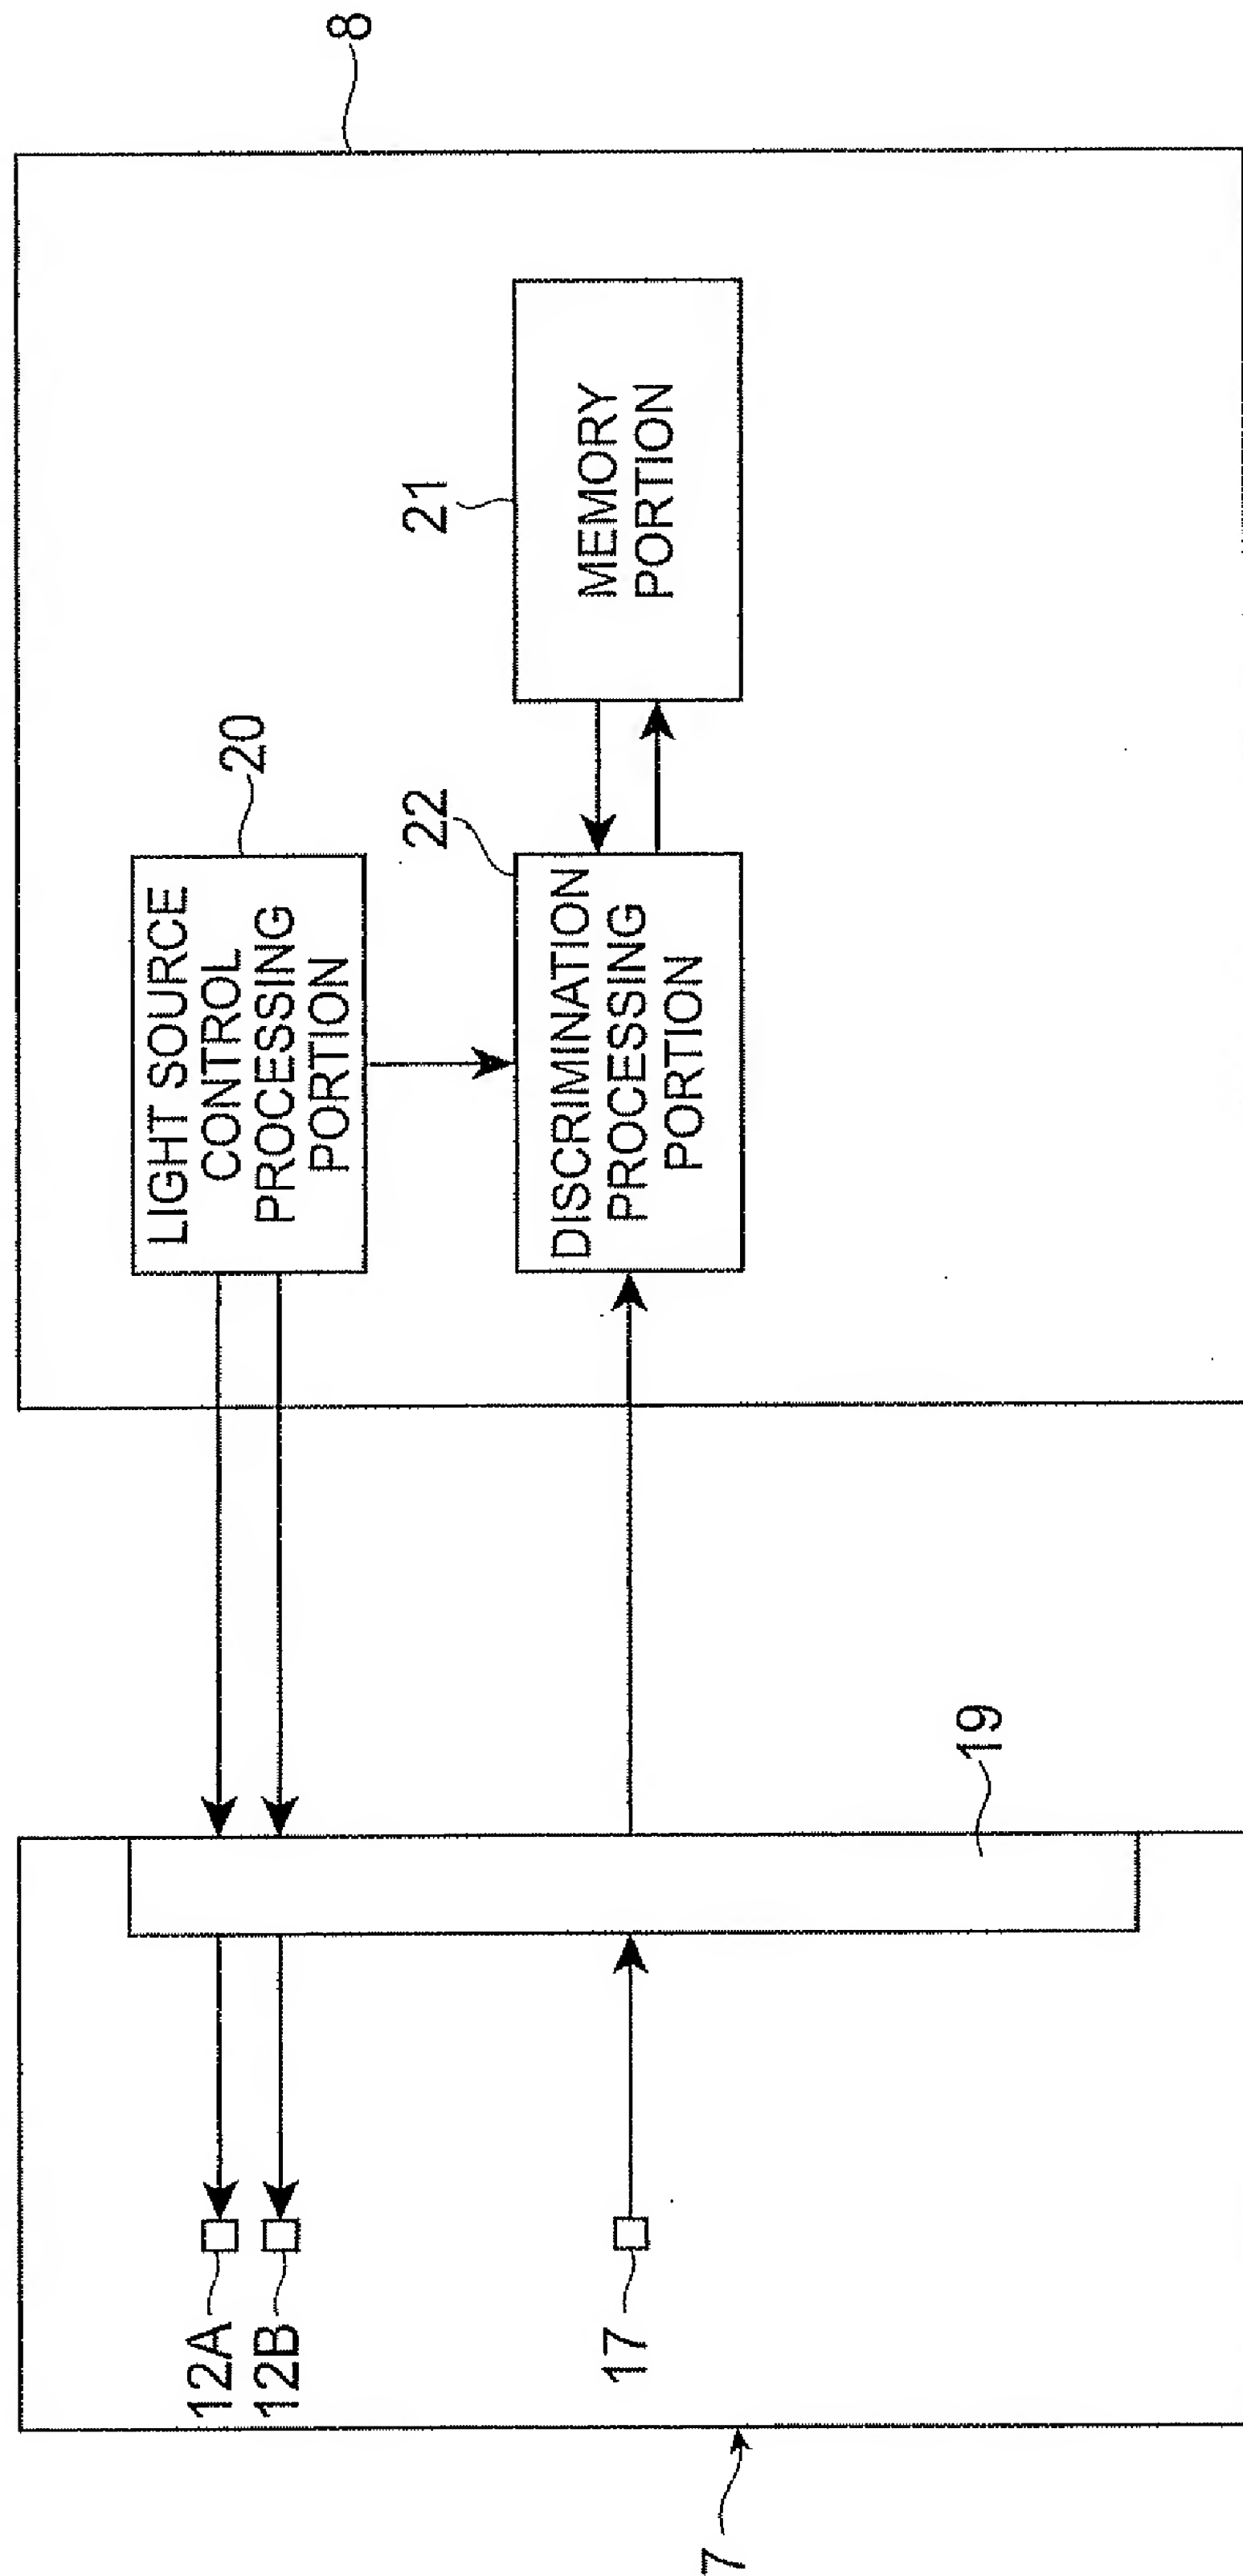 8
LIGHT SOURCE
CONTROL
PROCESSING
PORTION
20
22
DISCRIMINATION
PROCESSING
PORTION
21
MEMORY
PORTION
19
12A
12B
17
7